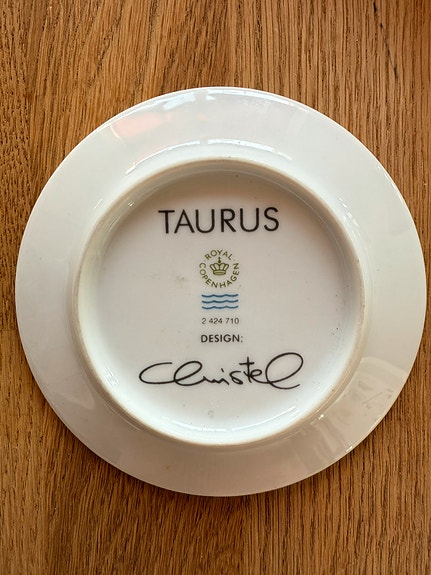 TAURUS
ROYAL
COPENHAGEN
2 424 710
DESIGN:
Christel